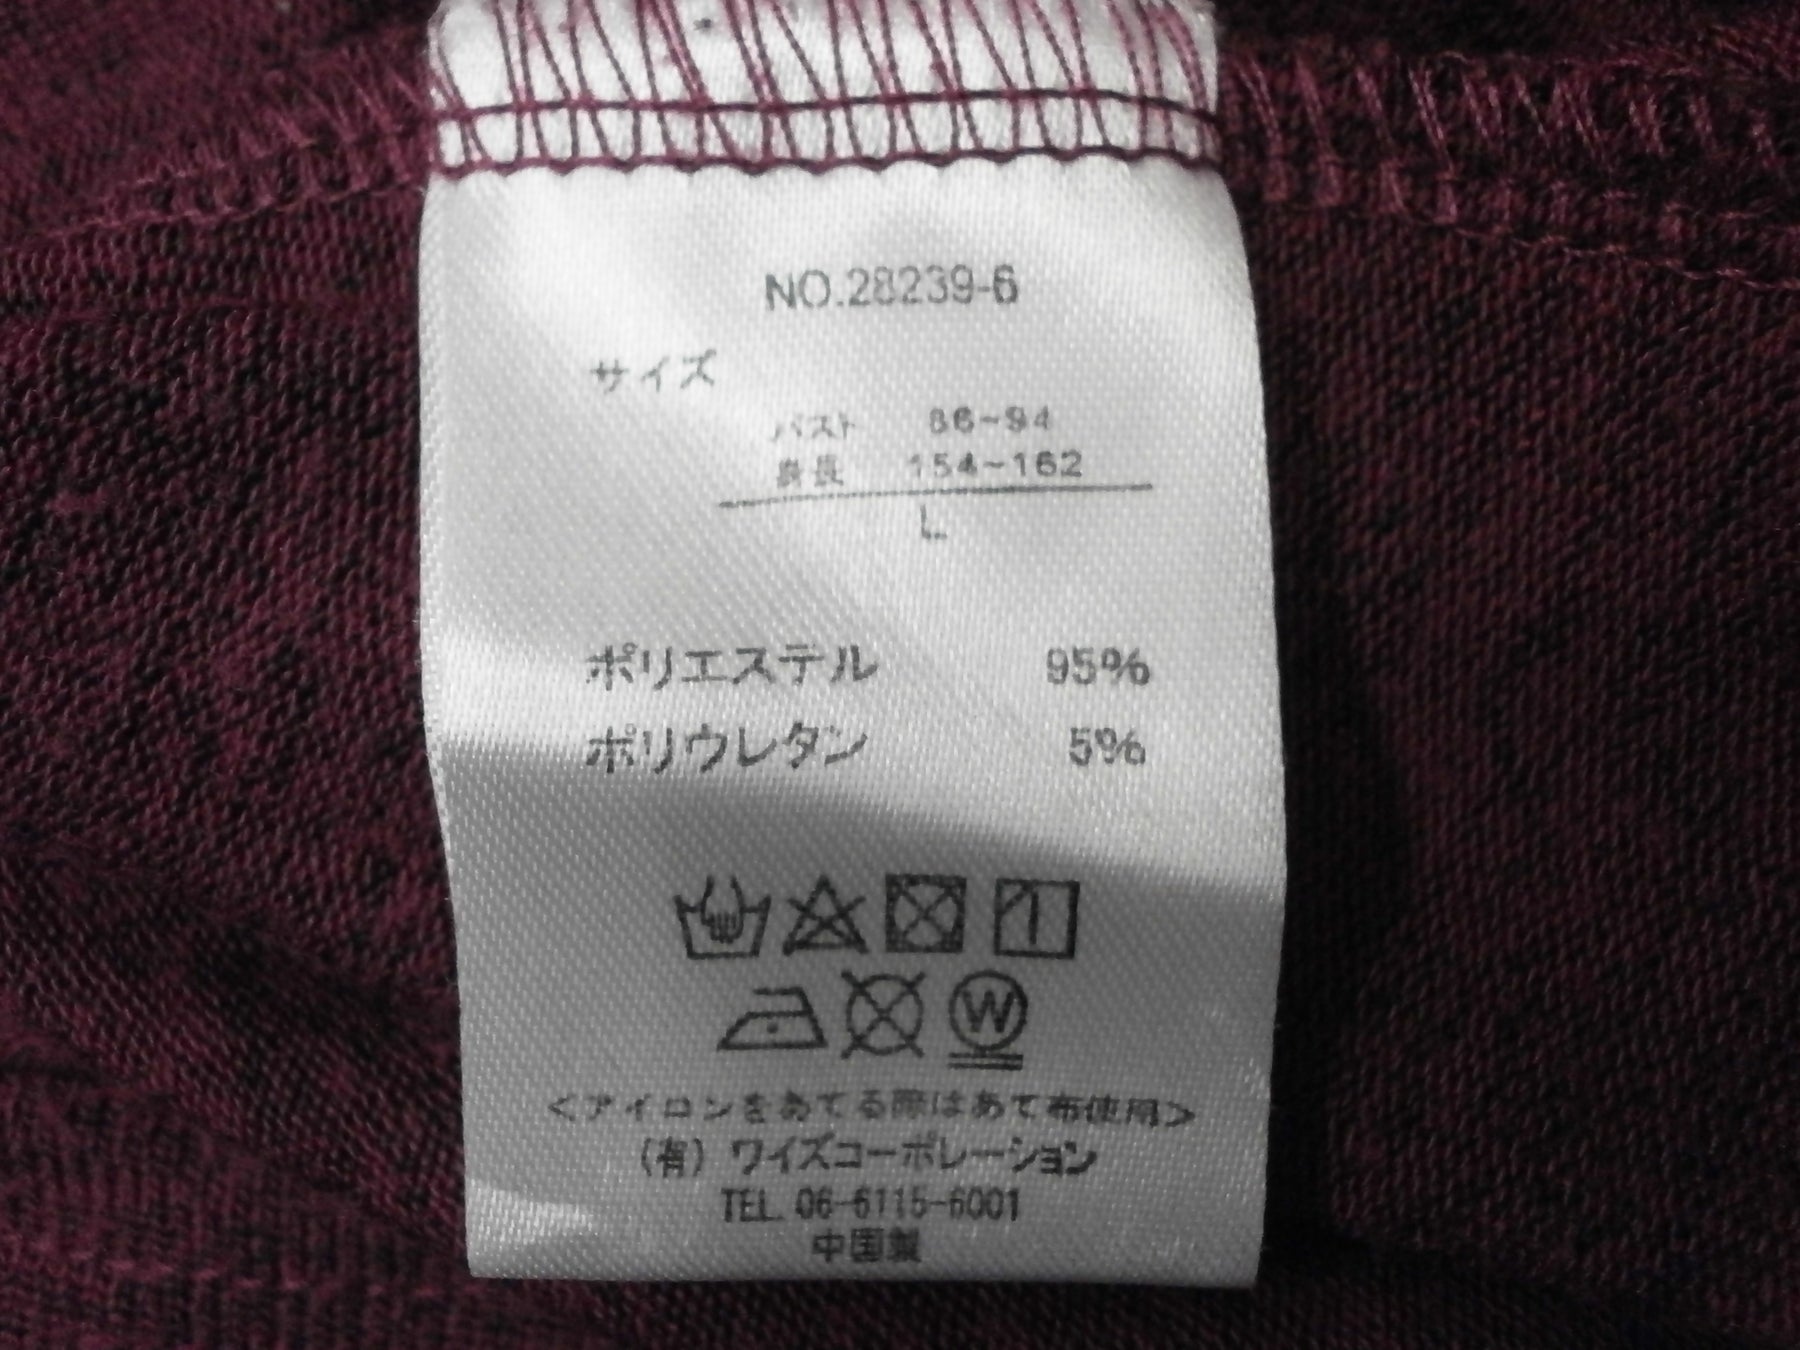 NO.28239-6
サイズ
バスト 86~94
身長 154~162
L
ポリエステル 95%
ポリウレタン 5%
W
<アイロンをあてる際はあて布使用>
(有) ワイズコーポレーション
TEL 06-6115-6001
中国製